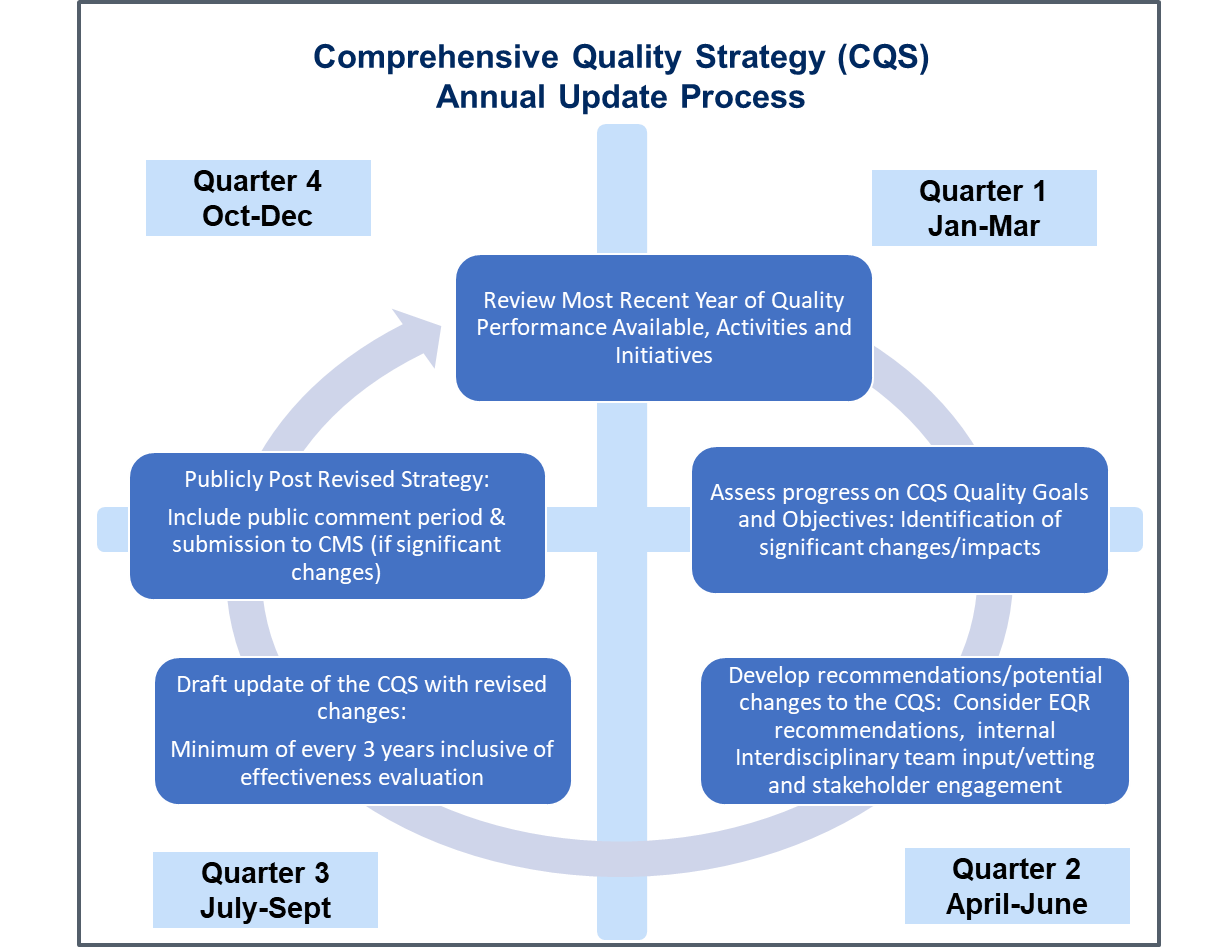 Comprehensive Quality Strategy (CQS)
Annual Update Process
Quarter 4
Oct-Dec
Quarter 1
Jan-Mar
Review Most Recent Year of Quality
Performance Available, Activities and
Initiatives
Publicly Post Revised Strategy:
Include public comment period &
submission to CMS (if significant
changes)
Assess progress on CQS Quality Goals
and Objectives: Identification of
significant changes/impacts
Draft update of the CQS with revised
changes:
Minimum of every 3 years inclusive of
effectiveness evaluation
Develop recommendations/potential
changes to the CQS:  Consider EQR
recommendations,  internal
Interdisciplinary team input/vetting
and stakeholder engagement
Quarter 3
July-Sept
Quarter 2
April-June